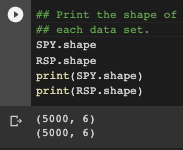 ## Print the shape of
## each data set.
SPY.shape
RSP.shape
print(SPY.shape)
print(RSP.shape)
(5000, 6)
(5000, 6)